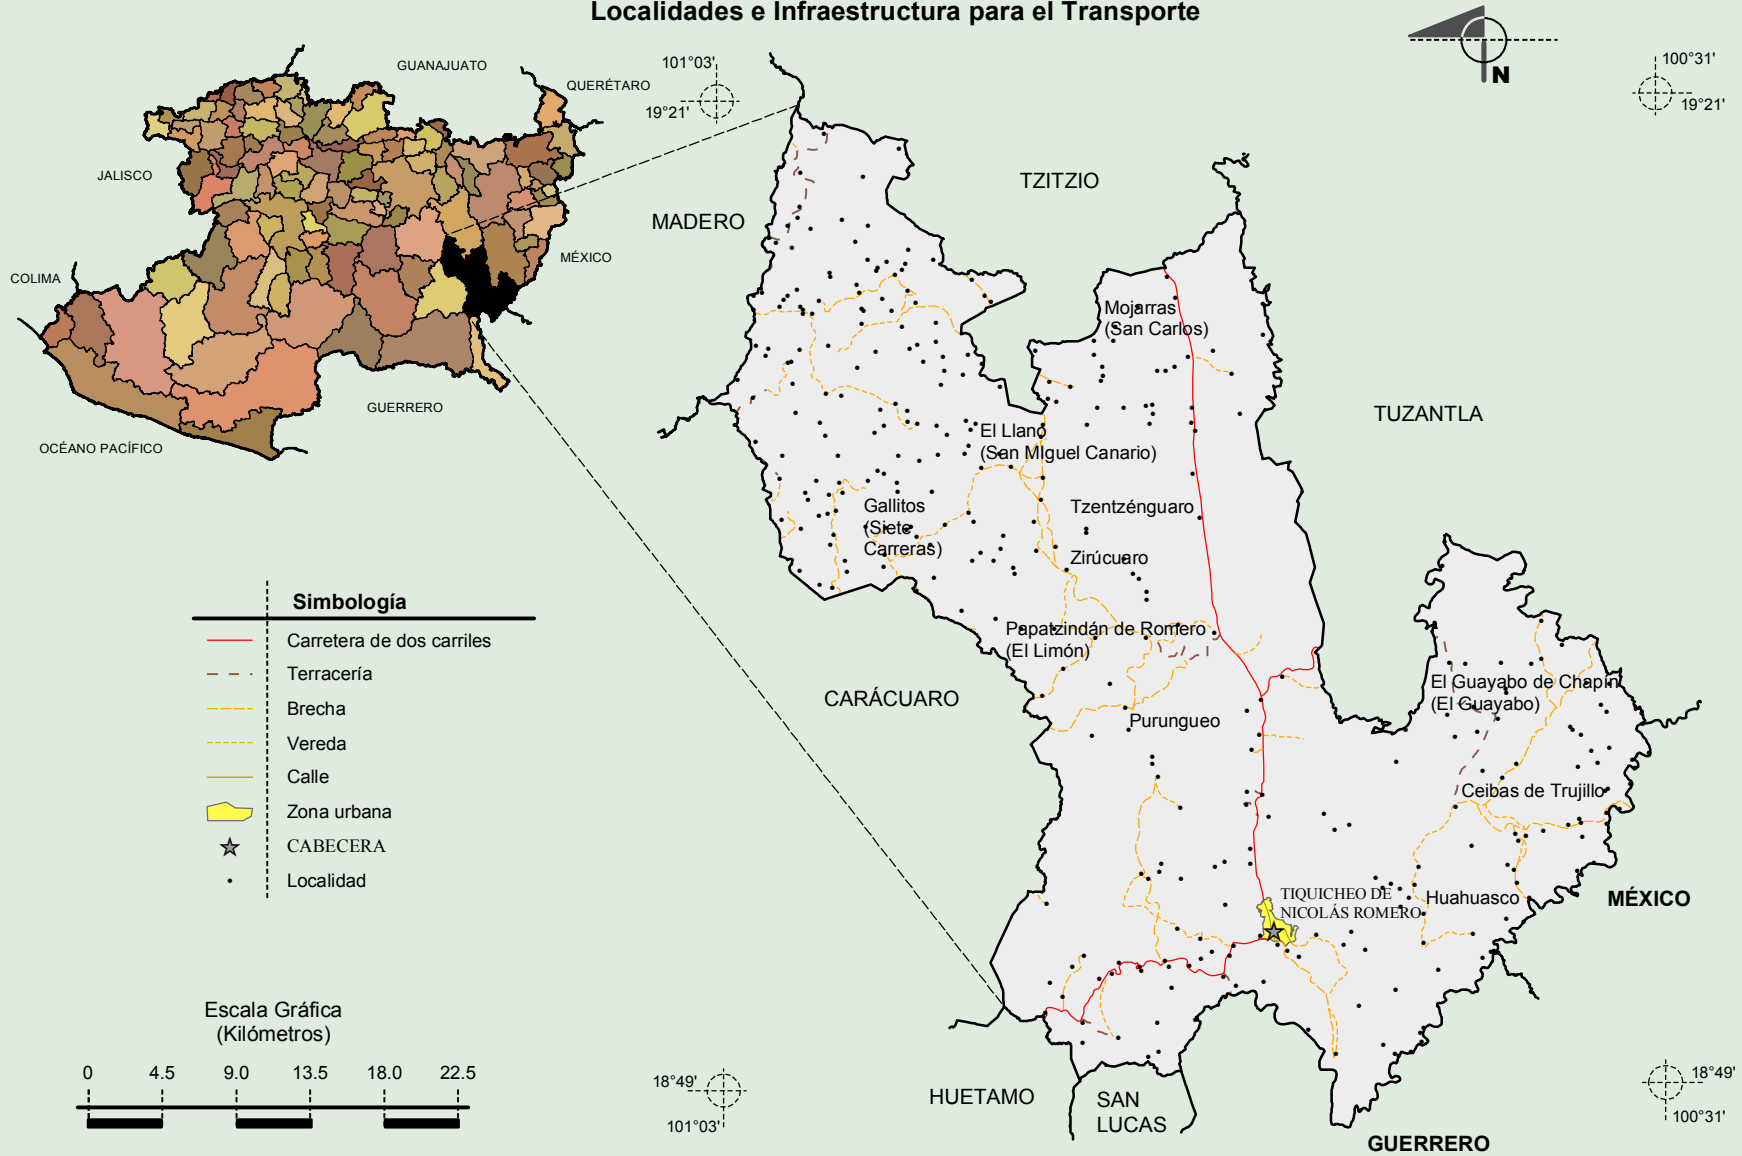 Localidades e Infraestructura para el Transporte
GUANAJUATO
QUERÉTARO
JALISCO
MÉXICO
COLIMA
GUERRERO
OCÉANO PACÍFICO
101°03'
19°21'
N
100°31'
19°21'
TZITZIO
MADERO
Mojarras
(San Carlos)
TUZANTLA
El Llano
(San MIguel Canario)
Gallitos
(Siete
Carreras)
Tzentzénguaro
Zirúcuaro
Papatzindán de Romero
(El Limón)
CARÁCUARO
Purungueo
El Guayabo de Chapin
(El Guayabo)
Ceibas de Trujillo
TIQUICHEO DE
NICOLÁS ROMERO
Huahuasco
MÉXICO
HUETAMO
SAN
LUCAS
GUERRERO
Simbología
Carretera de dos carriles
Terracería
Brecha
Vereda
Calle
Zona urbana
CABECERA
Localidad
Escala Gráfica
(Kilómetros)
0 4.5 9.0 13.5 18.0 22.5
18°49'
101°03'
18°49'
100°31'